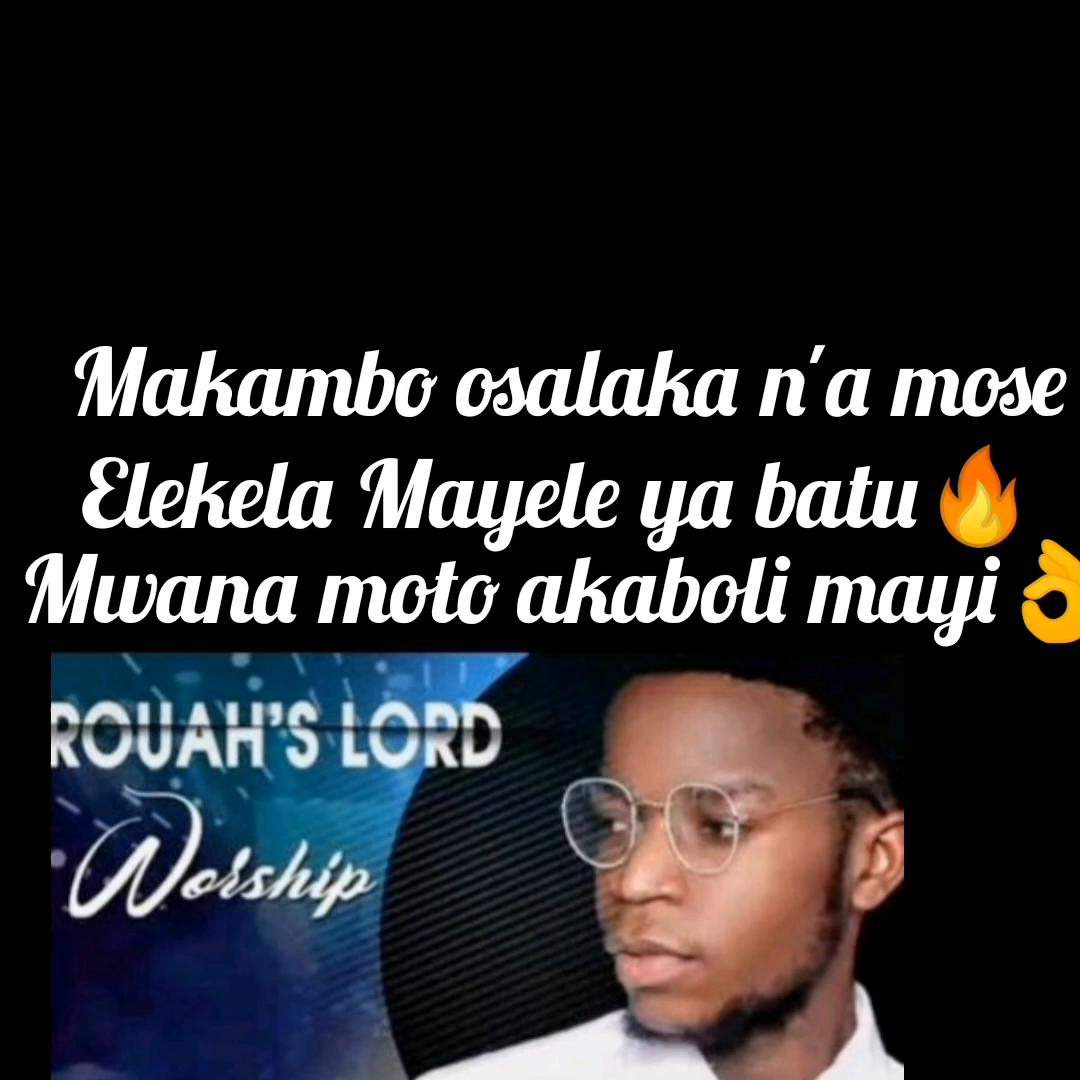 Makambo osalaka n'a mose
Elekela Mayele ya batu 🔥
Mwana moto akaboli mayi 👌
ROUAH'S LORD
Worship